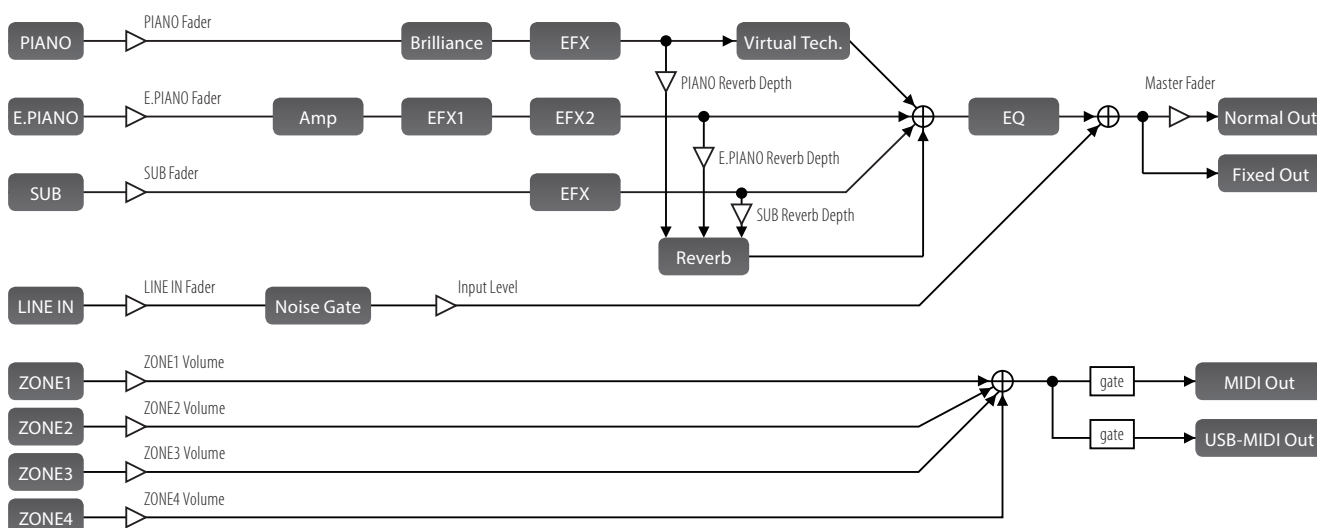 PIANO Fader
PIANO
Brilliance
EFX
Virtual Tech.
PIANO Reverb Depth
E.PIANO Fader
E.PIANO
Amp
EFX1
EFX2
EQ
Master Fader
Normal Out
E.PIANO Reverb Depth
Fixed Out
SUB Fader
SUB
EFX
SUB Reverb Depth
Reverb
LINE IN Fader
LINE IN
Noise Gate
Input Level
ZONE1 Volume
ZONE1
gate
MIDI Out
ZONE2 Volume
ZONE2
gate
USB-MIDI Out
ZONE3 Volume
ZONE3
ZONE4 Volume
ZONE4